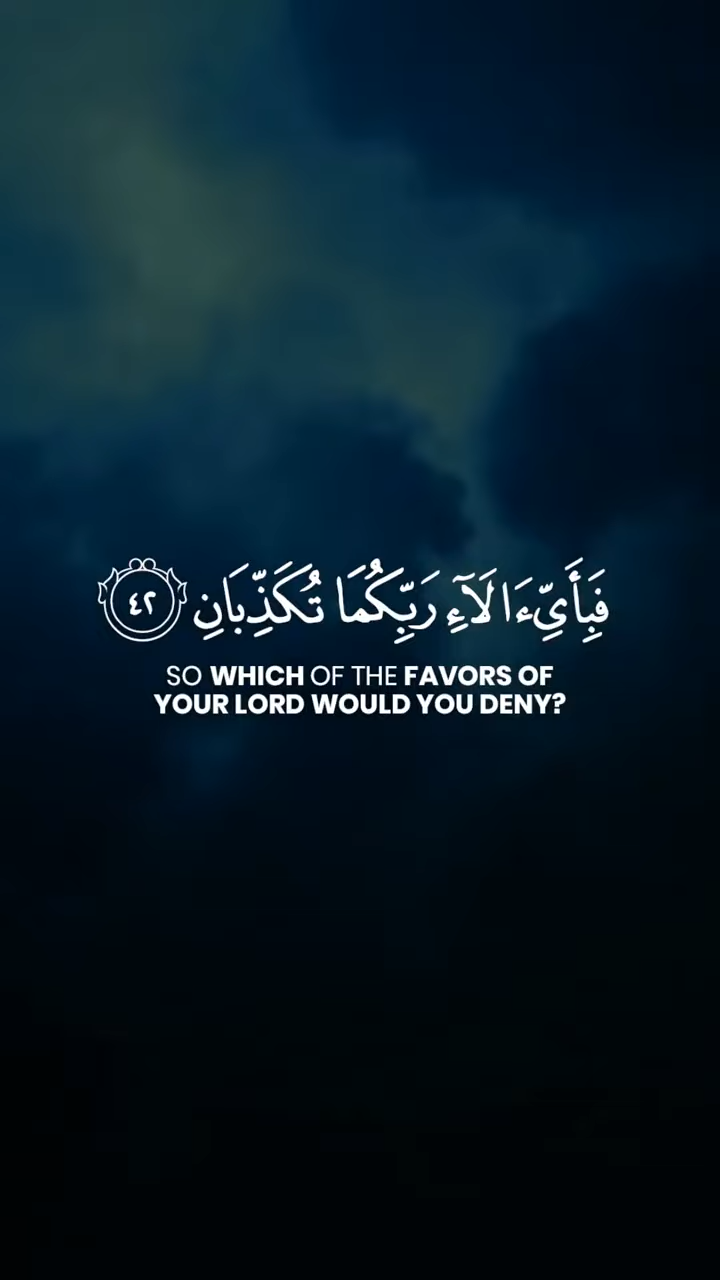 فَبِأَيِّ ءَالَآءِ رَبِّكُمَا تُكَذِّبَانِ ٤٢
SO WHICH OF THE FAVORS OF
YOUR LORD WOULD YOU DENY?